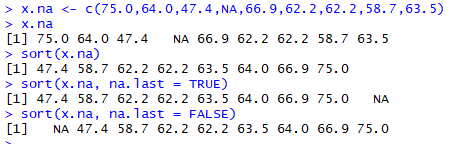 > x.na <- c(75.0,64.0,47.4,NA,66.9,62.2,62.2,58.7,63.5)
> x.na
[1] 75.0 64.0 47.4   NA 66.9 62.2 62.2 58.7 63.5
> sort(x.na)
[1] 47.4 58.7 62.2 62.2 63.5 64.0 66.9 75.0
> sort(x.na, na.last = TRUE)
[1] 47.4 58.7 62.2 62.2 63.5 64.0 66.9 75.0   NA
> sort(x.na, na.last = FALSE)
[1]   NA 47.4 58.7 62.2 62.2 63.5 64.0 66.9 75.0
>